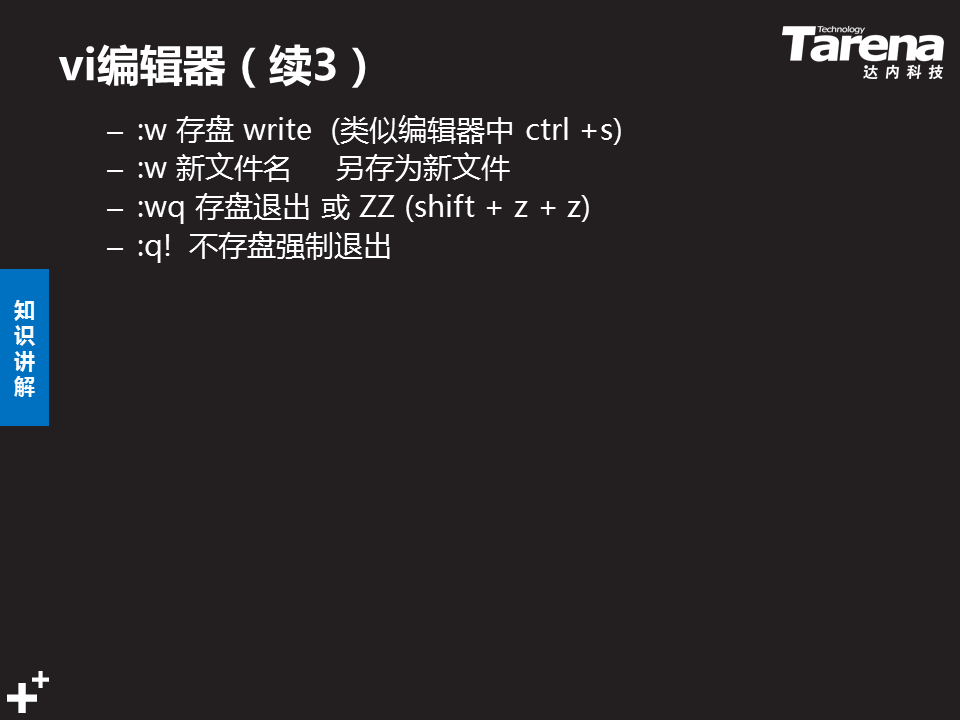 vi编辑器（续3）
Technology
Tarena
达内科技
– :w 存盘 write  (类似编辑器中 ctrl +s)
– :w 新文件名     另存为新文件
– :wq 存盘退出 或 ZZ (shift + z + z)
– :q!  不存盘强制退出
知
识
讲
解